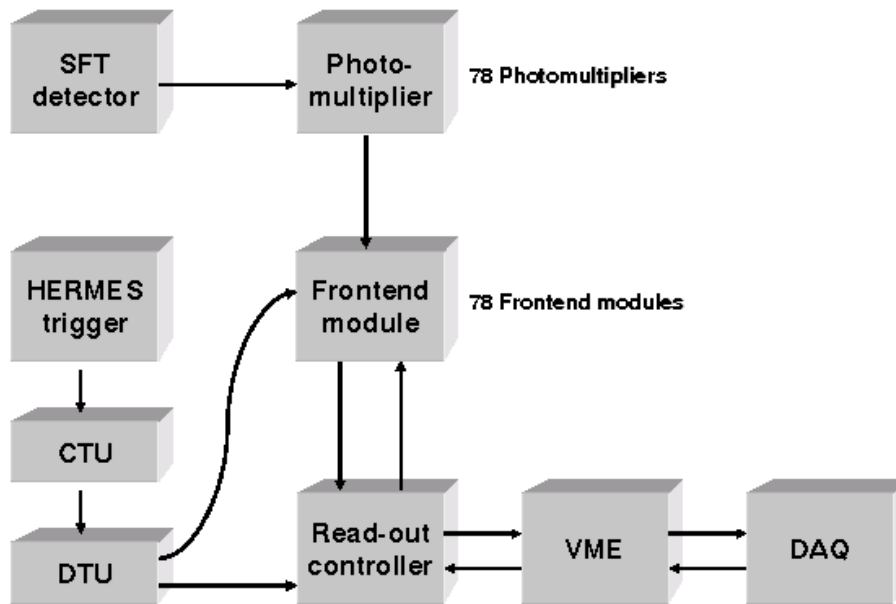 SFT
detector
Photo-
multiplier
78 Photomultipliers
HERMES
trigger
Frontend
module
78 Frontend modules
CTU
DTU
Read-out
controller
VME
DAQ